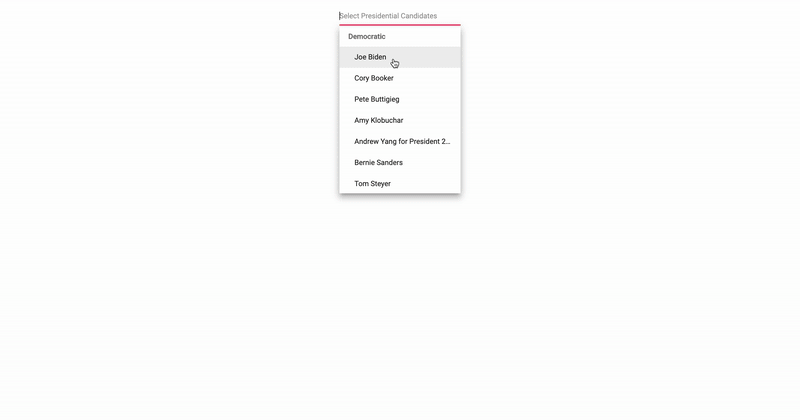 Select Presidential Candidates
Democratic
Joe Biden
Cory Booker
Pete Buttigieg
Amy Klobuchar
Andrew Yang for President 2...
Bernie Sanders
Tom Steyer